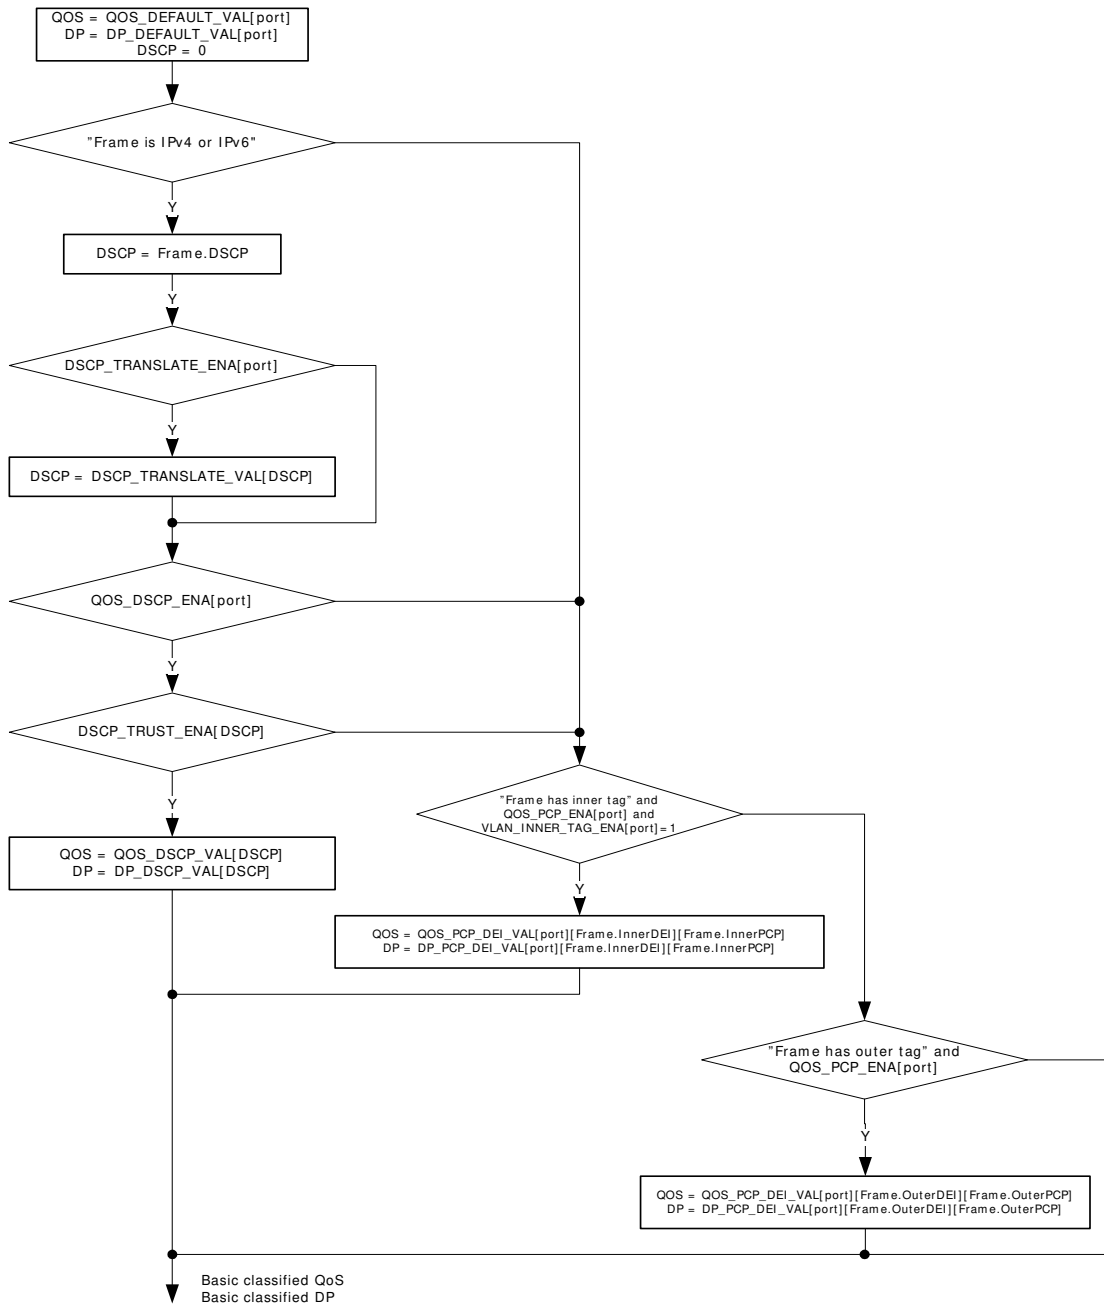 QOS = QOS_DEFAULT_VAL[port]
DP = DP_DEFAULT_VAL[port]
DSCP = 0
"Frame is IPv4 or IPv6"
Y
DSCP = Frame.DSCP
Y
DSCP_TRANSLATE_ENA[port]
Y
DSCP = DSCP_TRANSLATE_VAL[DSCP]
QOS_DSCP_ENA[port]
Y
DSCP_TRUST_ENA[DSCP]
Y
"Frame has inner tag" and
QOS_PCP_ENA[port] and
VLAN_INNER_TAG_ENA[port]=1
QOS = QOS_DSCP_VAL[DSCP]
DP = DP_DSCP_VAL[DSCP]
Y
QOS = QOS_PCP_DEI_VAL[port][Frame.InnerDEI][Frame.InnerPCP]
DP = DP_PCP_DEI_VAL[port][Frame.InnerDEI][Frame.InnerPCP]
"Frame has outer tag" and
QOS_PCP_ENA[port]
Y
QOS = QOS_PCP_DEI_VAL[port][Frame.OuterDEI][Frame.OuterPCP]
DP = DP_PCP_DEI_VAL[port][Frame.OuterDEI][Frame.OuterPCP]
Basic classified QoS
Basic classified DP